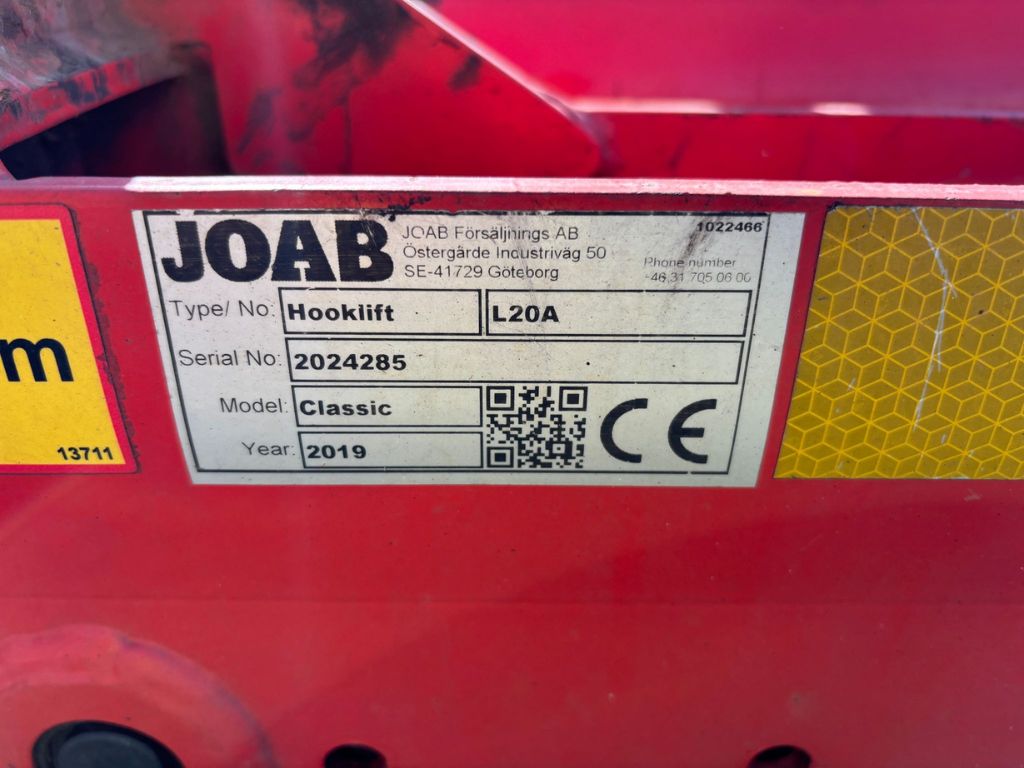 m
13711
JOAB
JOAB Försäljnings AB
Östergårde Industriväg 50
SE-41729 Göteborg
1022466
Phone number
+46 31 705 06 00
Type/ No: Hooklift L20A
Serial No: 2024285
Model: Classic
Year: 2019
CE